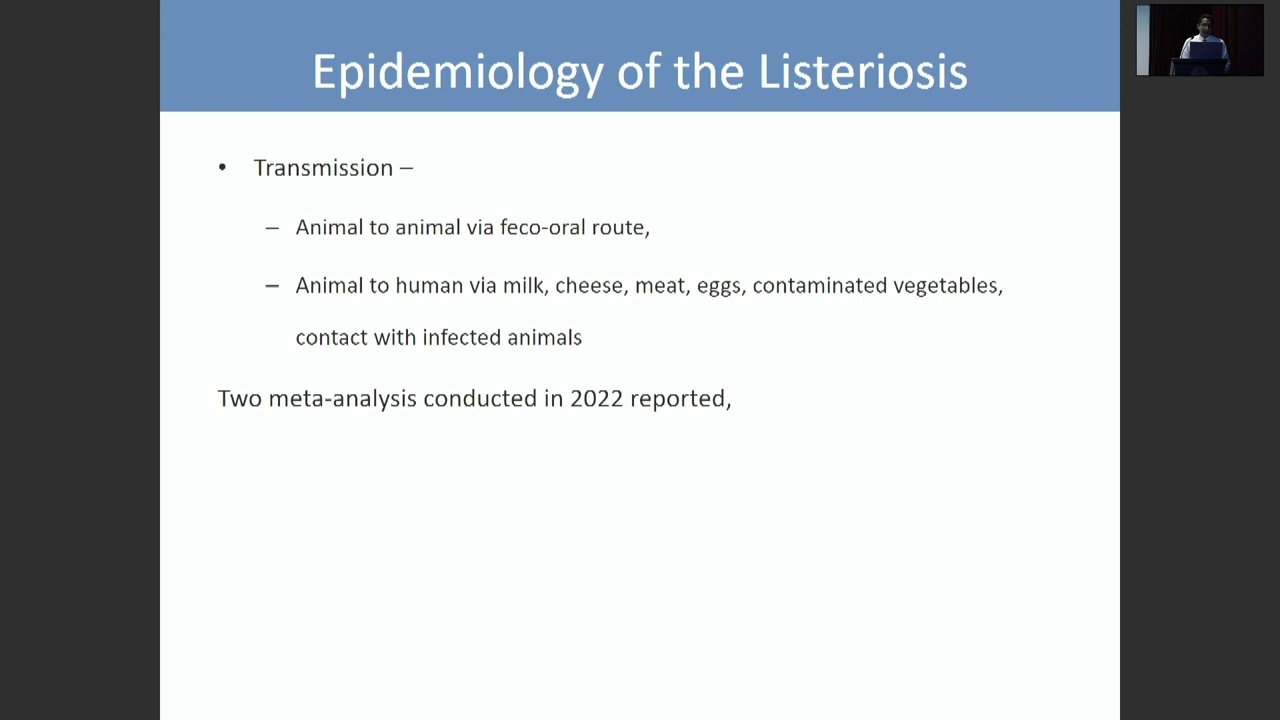 Epidemiology of the Listeriosis
• Transmission –
– Animal to animal via feco-oral route,
– Animal to human via milk, cheese, meat, eggs, contaminated vegetables,
contact with infected animals
Two meta-analysis conducted in 2022 reported,